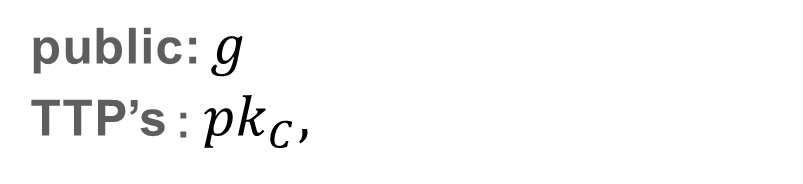 public: g
TTP’s : pk_C,